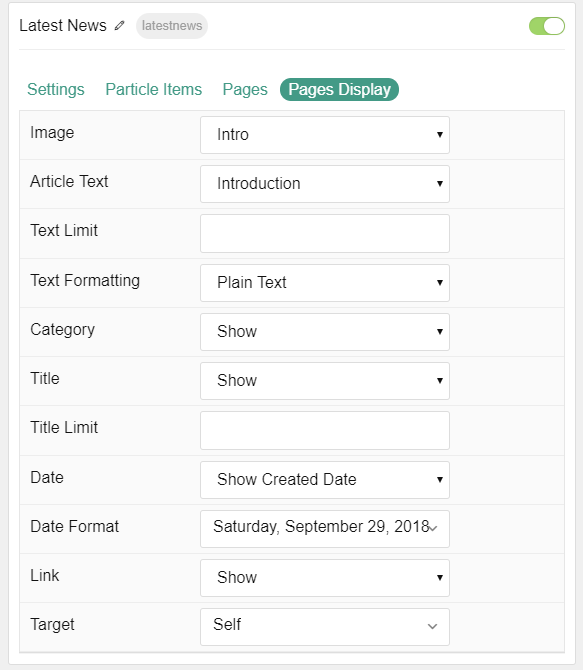 Latest News latestnews
Settings Particle Items Pages Pages Display
Image Intro
Article Text Introduction
Text Limit
Text Formatting Plain Text
Category Show
Title Show
Title Limit
Date Show Created Date
Date Format Saturday, September 29, 2018
Link Show
Target Self